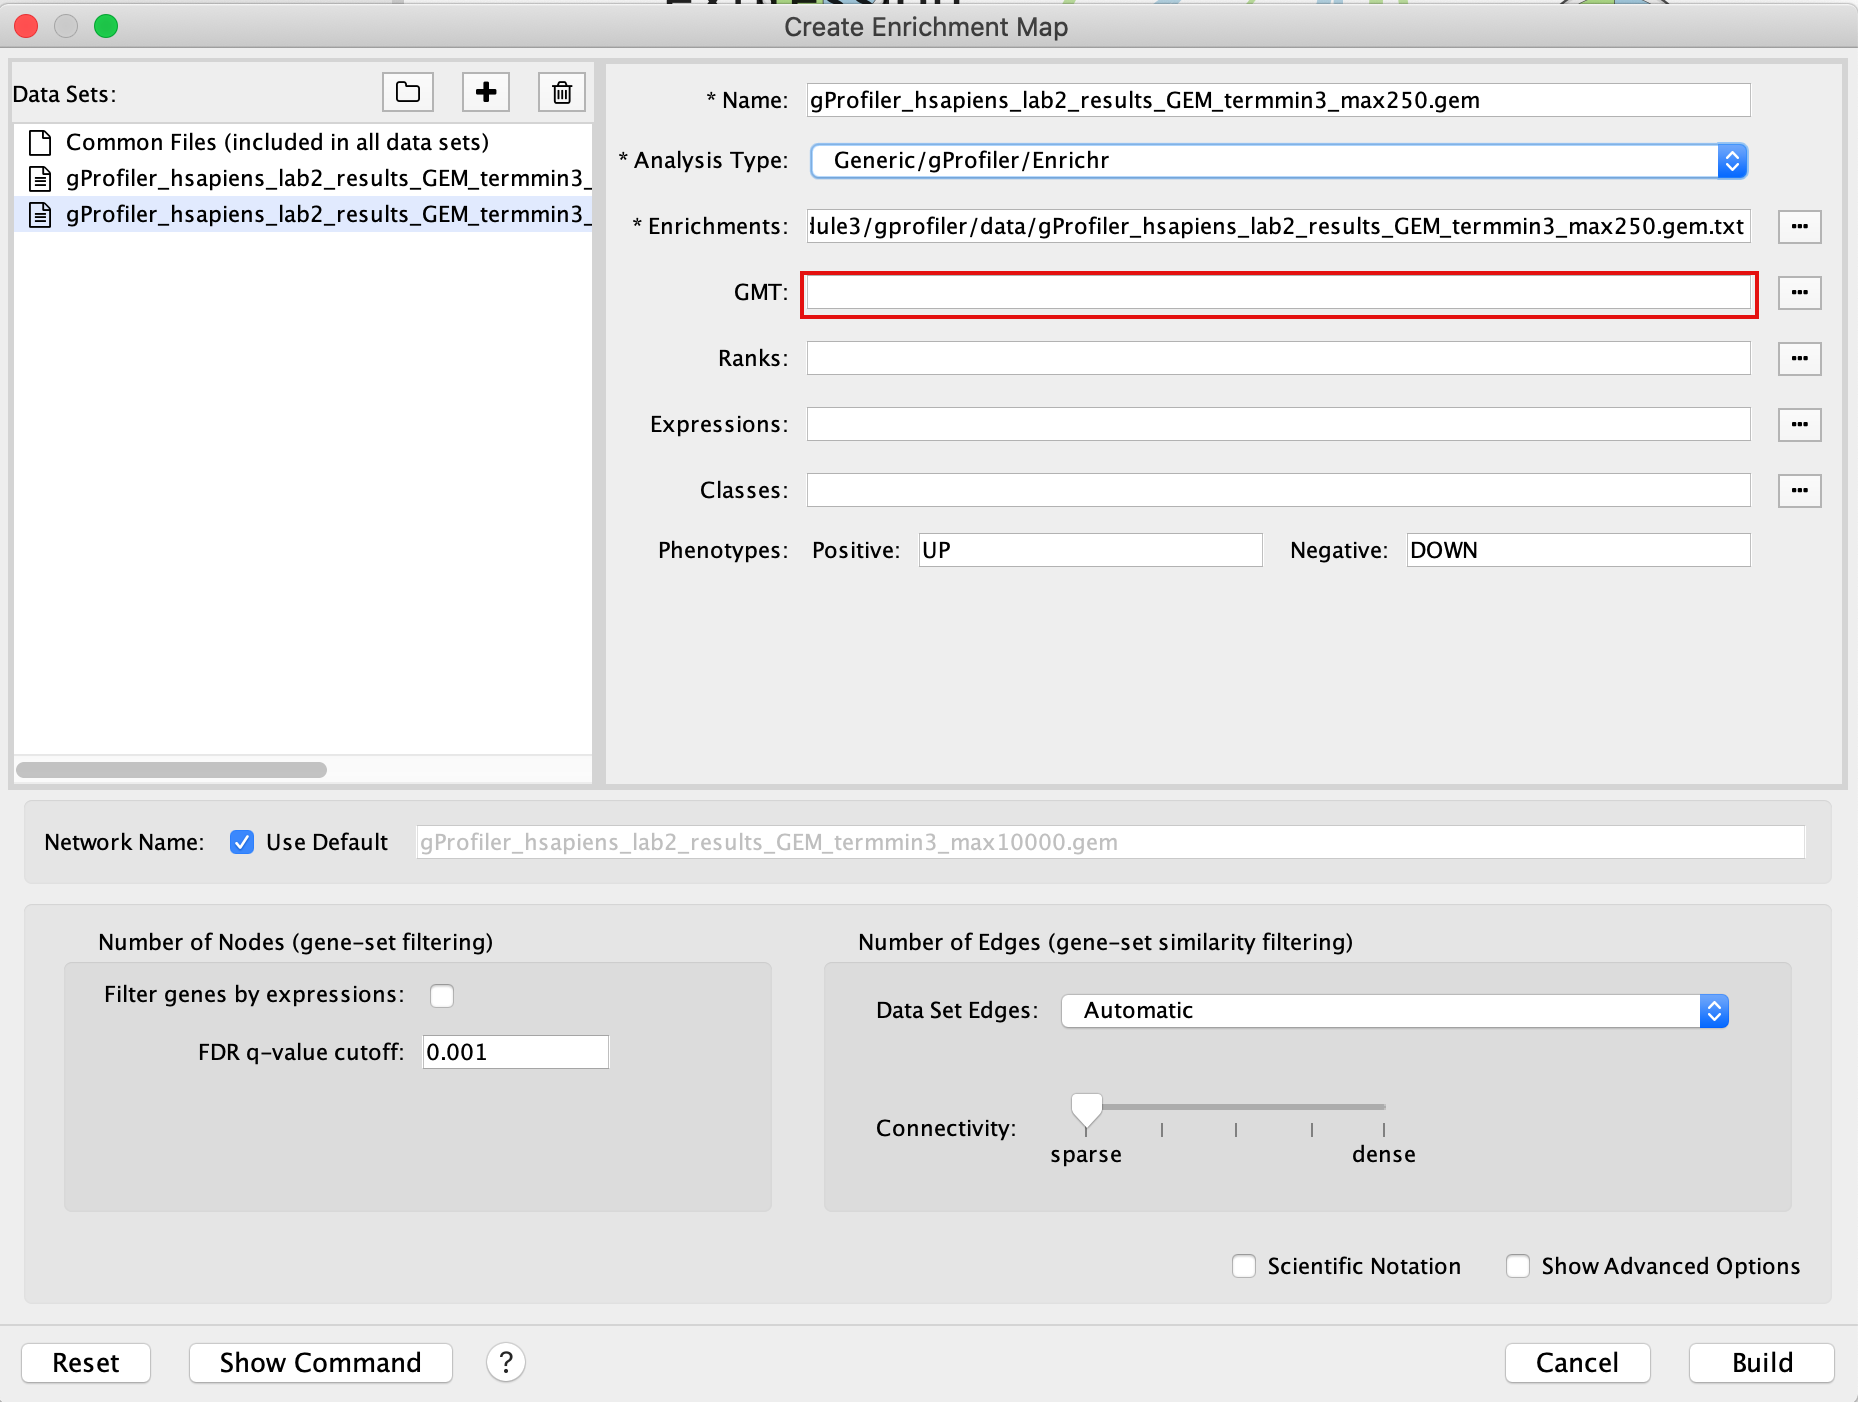 Create Enrichment Map
Data Sets:
Common Files (included in all data sets)
gProfiler_hsapiens_lab2_results_GEM_termmin3_
gProfiler_hsapiens_lab2_results_GEM_termmin3_
* Name: gProfiler_hsapiens_lab2_results_GEM_termmin3_max250.gem
* Analysis Type: Generic/gProfiler/Enrichr
* Enrichments: dule3/gprofiler/data/gProfiler_hsapiens_lab2_results_GEM_termmin3_max250.gem.txt
GMT:
Ranks:
Expressions:
Classes:
Phenotypes: Positive: UP Negative: DOWN
Network Name: Use Default gProfiler_hsapiens_lab2_results_GEM_termmin3_max10000.gem
Number of Nodes (gene-set filtering)
Filter genes by expressions:
FDR q-value cutoff: 0.001
Number of Edges (gene-set similarity filtering)
Data Set Edges: Automatic
Connectivity:
sparse dense
Scientific Notation Show Advanced Options
Reset Show Command ? Cancel Build